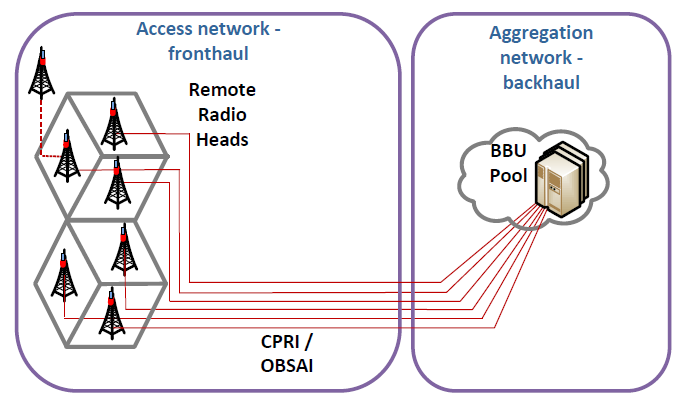 Access network -
fronthaul
Remote
Radio
Heads
CPRI /
OBSAI
Aggregation
network -
backhaul
BBU
Pool